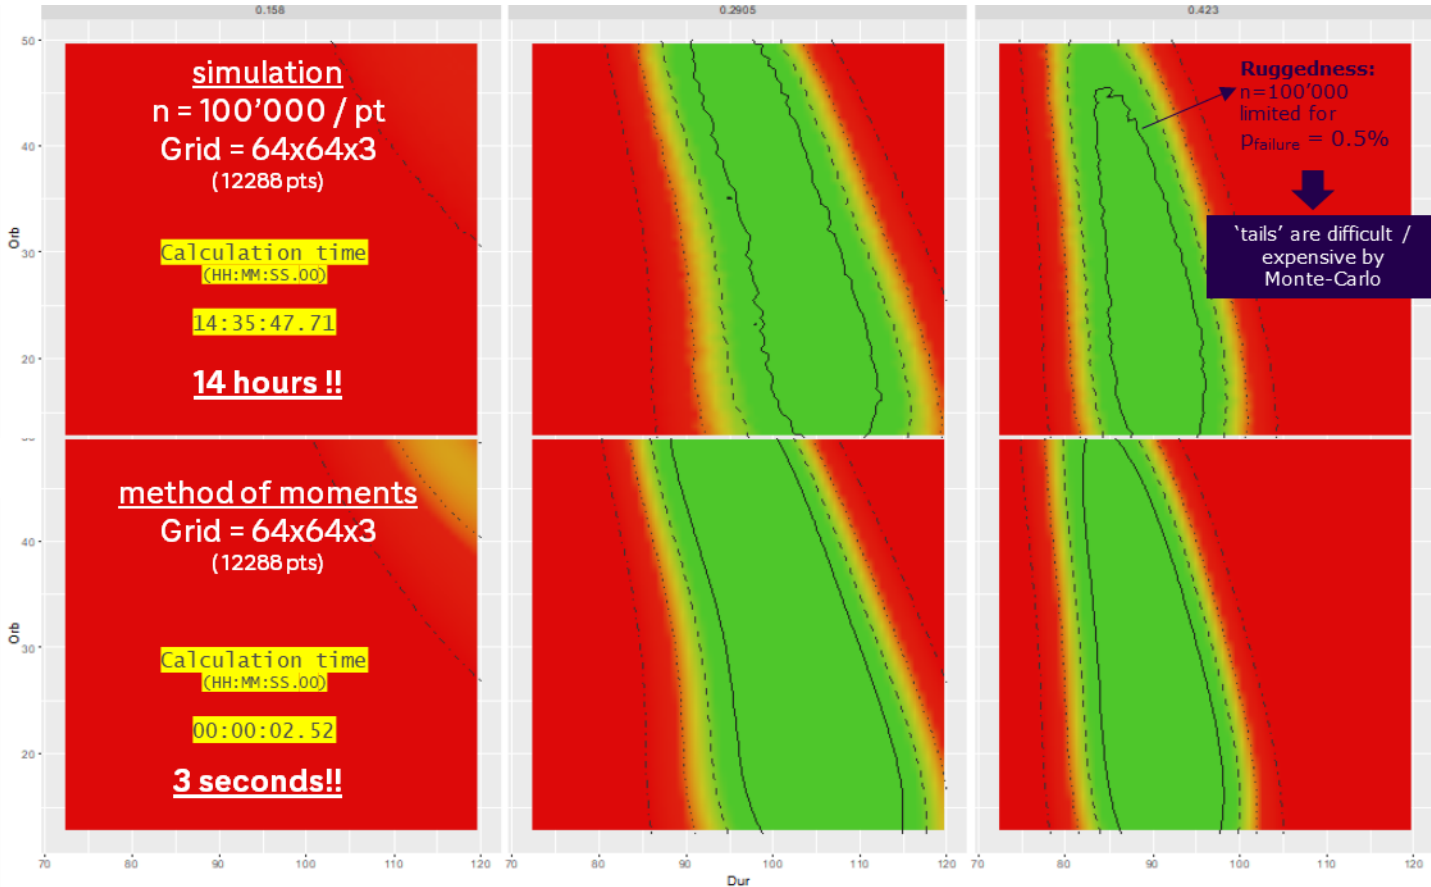 0.158
0.2905
0.423
50
40
30
20
Orb
simulation
n = 100’000 / pt
Grid = 64x64x3
(12288 pts)
Calculation time
(HH:MM:SS.00)
14:35:47.71
14 hours !!
Ruggedness:
n=100’000
limited for
pfailure = 0.5%
‘tails’ are difficult /
expensive by
Monte-Carlo
40
30
20
Orb
method of moments
Grid = 64x64x3
(12288 pts)
Calculation time
(HH:MM:SS.00)
00:00:02.52
3 seconds!!
70 80 90 100 110 120
70 80 90 100 110 120
70 80 90 100 110 120
Dur